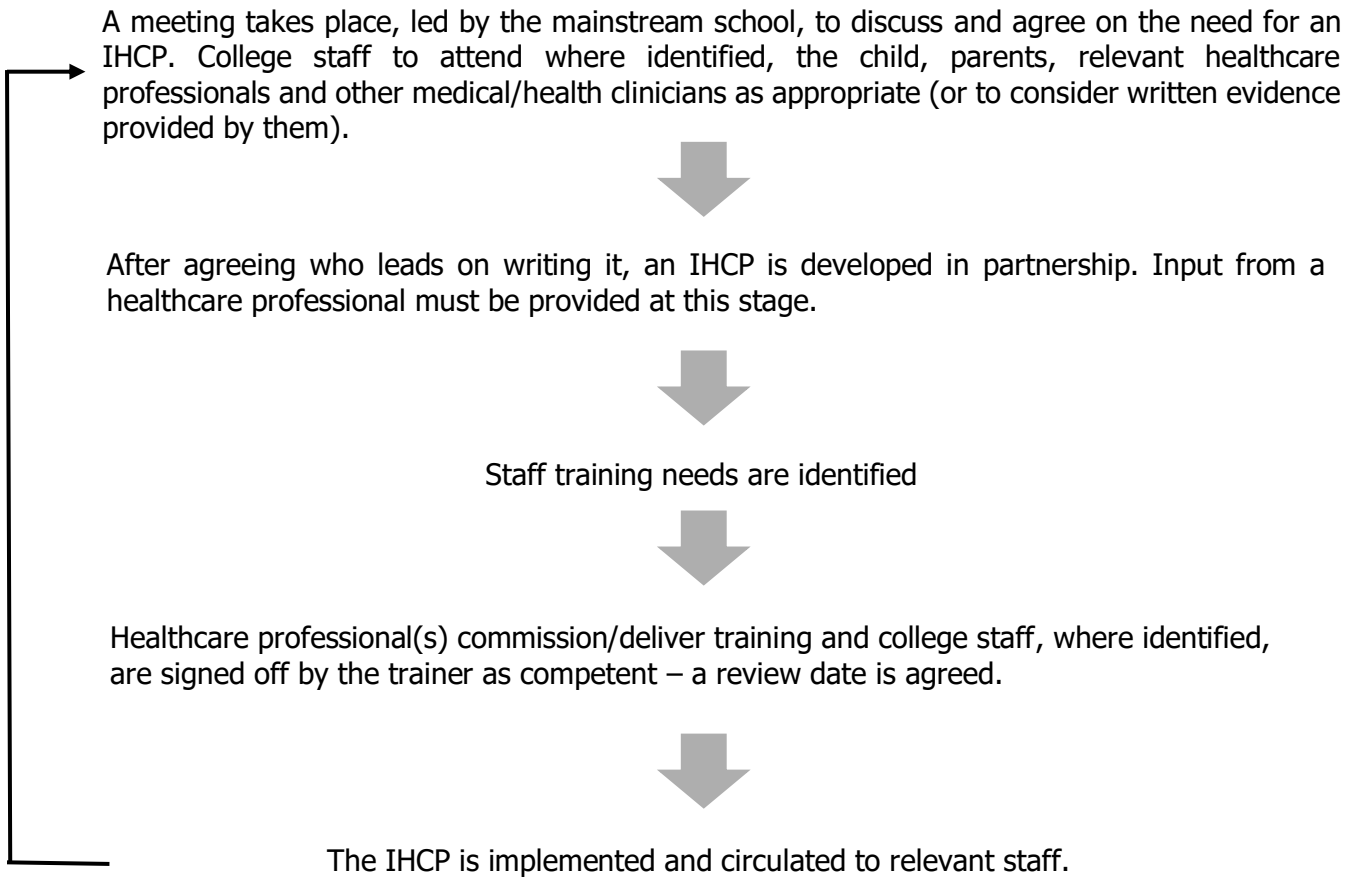 A meeting takes place, led by the mainstream school, to discuss and agree on the need for an
IHCP. College staff to attend where identified, the child, parents, relevant healthcare
professionals and other medical/health clinicians as appropriate (or to consider written evidence
provided by them).
After agreeing who leads on writing it, an IHCP is developed in partnership. Input from a
healthcare professional must be provided at this stage.
Staff training needs are identified
Healthcare professional(s) commission/deliver training and college staff, where identified,
are signed off by the trainer as competent – a review date is agreed.
The IHCP is implemented and circulated to relevant staff.